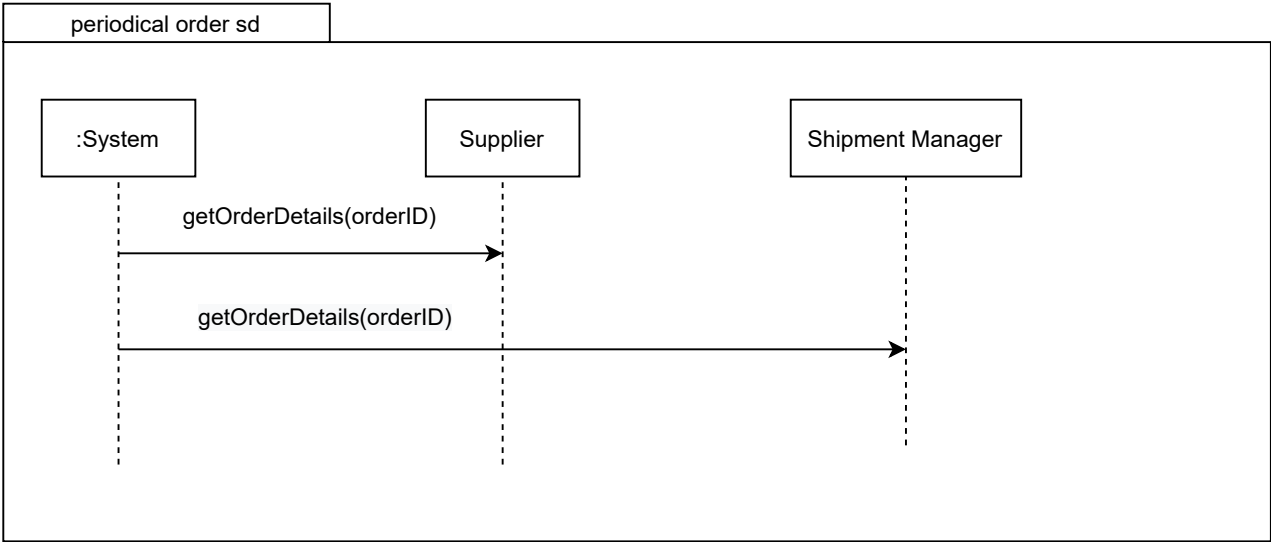 periodical order sd
:System
Supplier
Shipment Manager
getOrderDetails(orderID)
getOrderDetails(orderID)